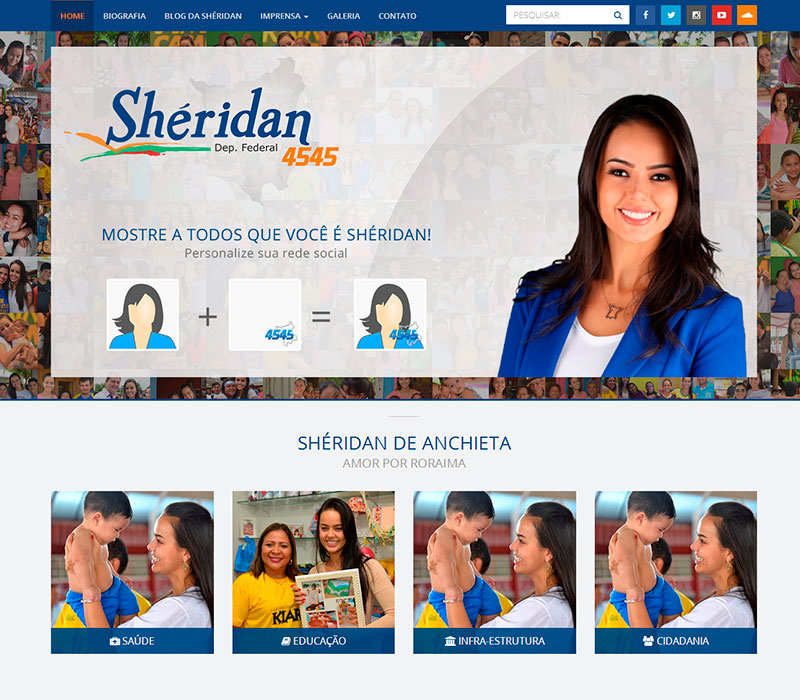 HOME BIOGRAFIA BLOG DA SHÉRIDAN IMPRENSA GALERIA CONTATO PESQUISAR
Shéridan
Dep. Federal 4545
MOSTRE A TODOS QUE VOCÊ É SHÉRIDAN!
Personalize sua rede social
+ =
4545 4545
SHÉRIDAN DE ANCHIETA
AMOR POR RORAIMA
KIAR
SAÚDE EDUCAÇÃO INFRA-ESTRUTURA CIDADANIA